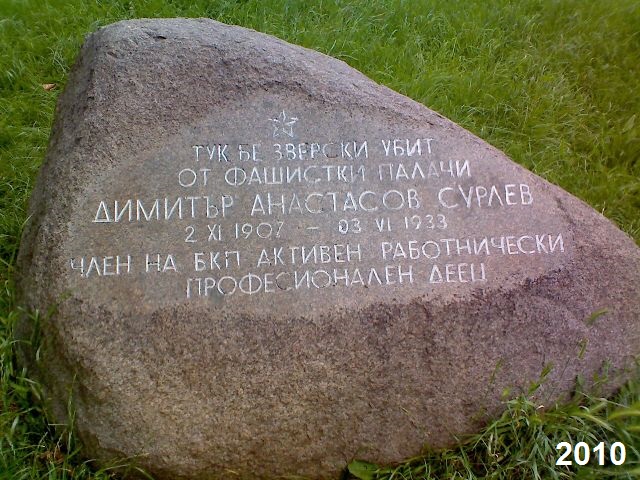 ТУК БЕ ЗВЕРСКИ УБИТ
ОТ ФАШИСТКИ ПАЛАЧИ
ДИМИТЪР АНАСТАСОВ СУРЛЕВ
2 XI 1907 – 03 VI 1933
ЧЛЕН НА БКП АКТИВЕН РАБОТНИЧЕСКИ
ПРОФЕСИОНАЛЕН ДЕЕЦ
2010